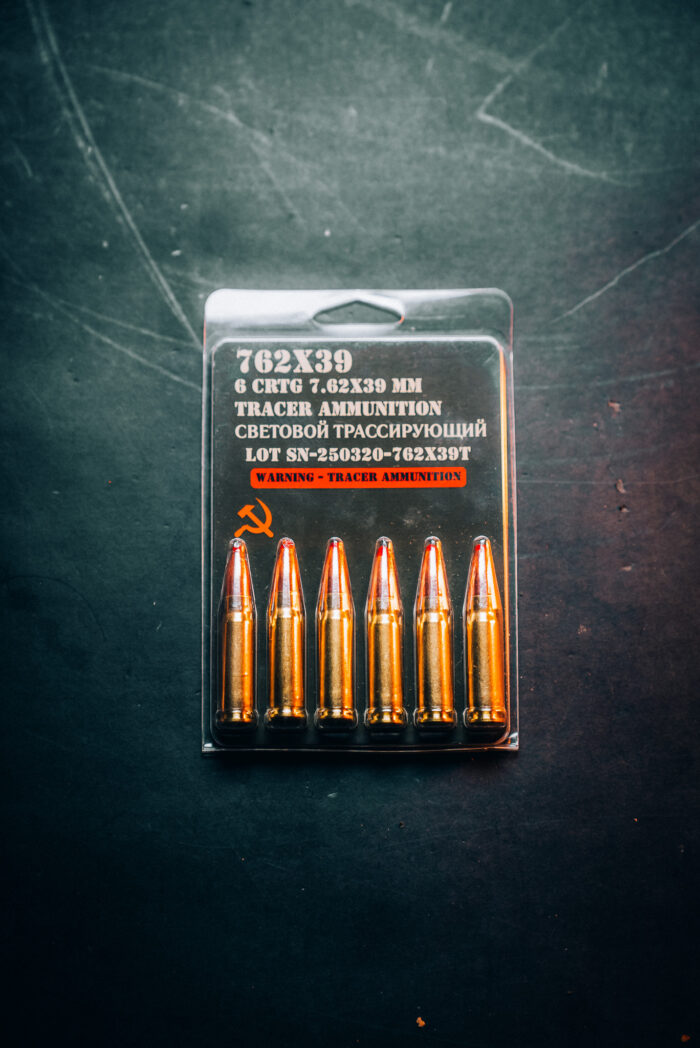 762X39
6 CRTG 7.62X39 MM
TRACER AMMUNITION
СВЕТОВОЙ ТРАССИРУЮЩИЙ
LOT SN-250320-762X39T
WARNING - TRACER AMMUNITION